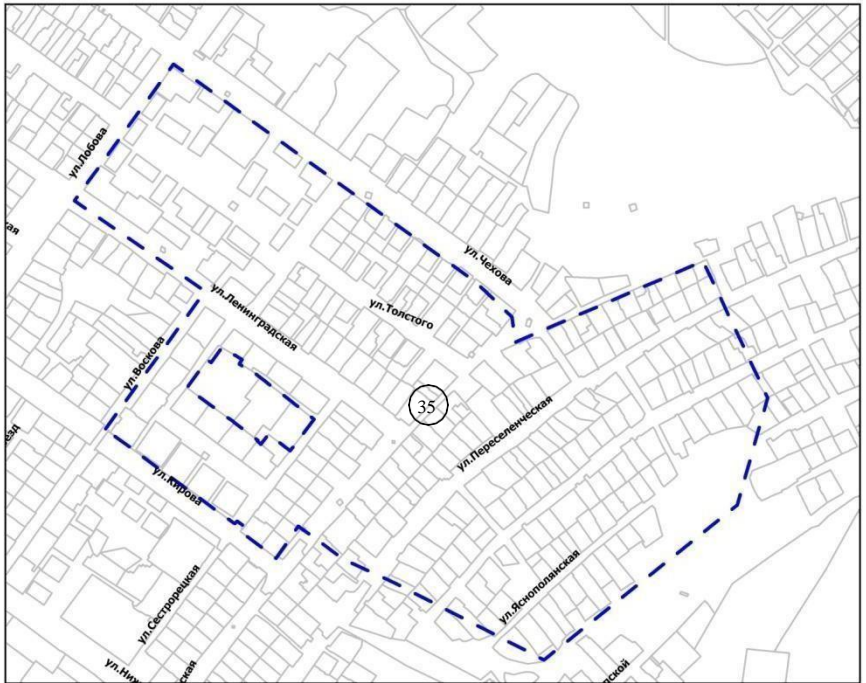 ул.Лобова
ул.Чехова
ул.Ленинградская
ул.Толстого
ул.Воскова
35
ул.Переселенческая
ул.Кирова
ул.Яснополянская
ул.Сестрорецкая